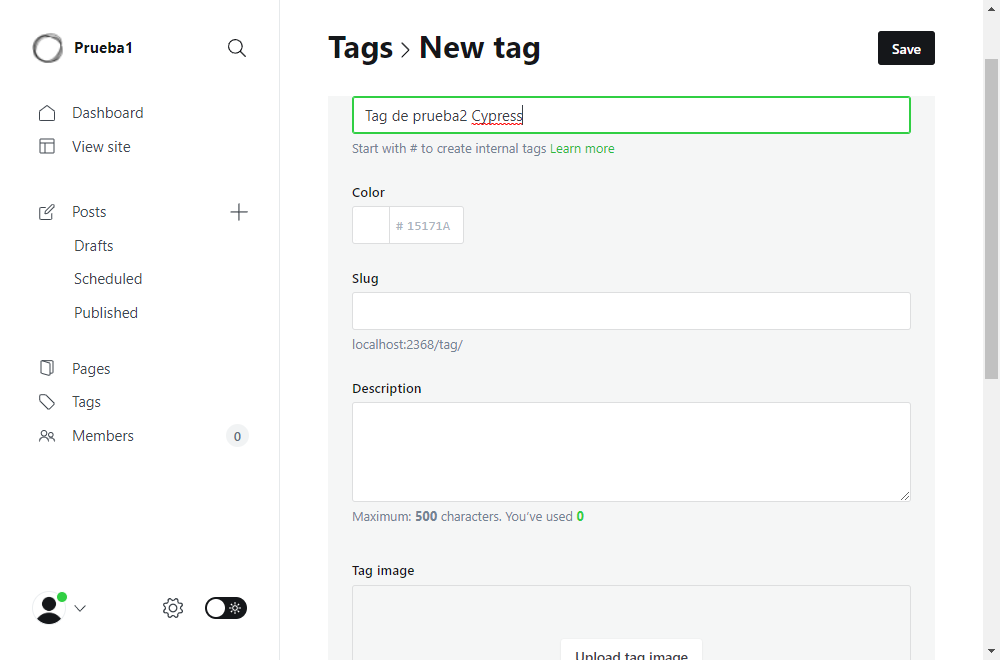 Prueba1
Dashboard
View site
Posts
Drafts
Scheduled
Published
Pages
Tags
Members
0
Tags > New tag
Save
Tag de prueba2 Cypress
Start with # to create internal tags Learn more
Color
# 15171A
Slug
localhost:2368/tag/
Description
Maximum: 500 characters. You’ve used 0
Tag image
Upload tag image